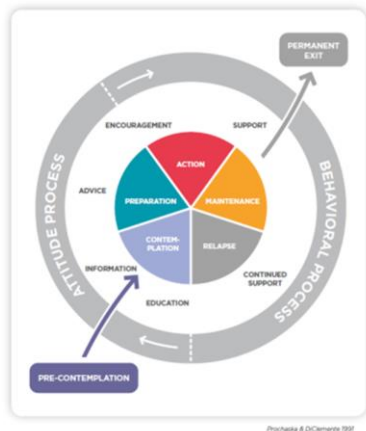 PERMANENT
EXIT
ENCOURAGEMENT
SUPPORT
ACTION
ATTITUDE PROCESS
BEHAVIORAL PROCESS
ADVICE
PREPARATION
MAINTENANCE
CONTEM-
PLATION
RELAPSE
INFORMATION
CONTINUED
SUPPORT
EDUCATION
PRE-CONTEMPLATION
Prochaska & DiClemente 1991